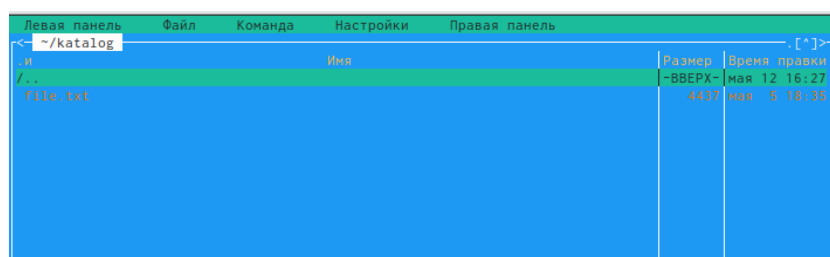 Левая панель Файл Команда Настройки Правая панель
<- ~/katalog .[^]>
.и Имя Размер Время правки
/.. -ВВЕРХ- мая 12 16:27
file.txt 4437 мая 5 18:35